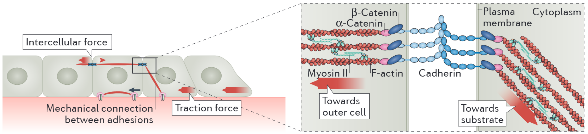 Intercellular force
Mechanical connection
between adhesions
Traction force
β-Catenin
α-Catenin
Myosin II
F-actin
Cadherin
Towards
outer cell
Plasma
membrane
Cytoplasm
Towards
substrate